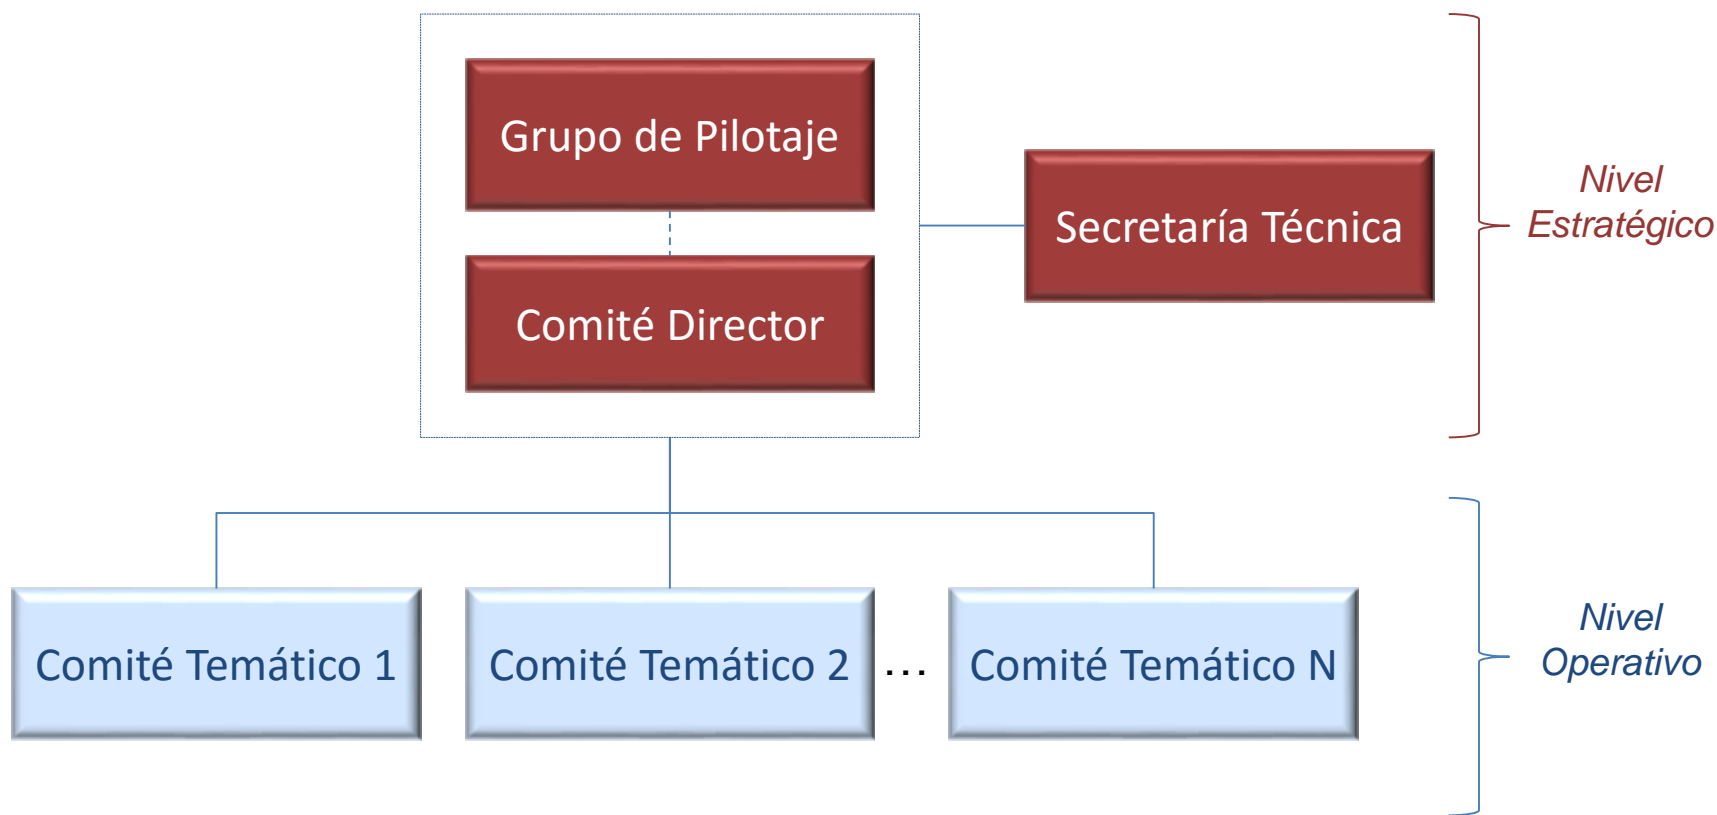 Grupo de Pilotaje
Secretaría Técnica
Nivel
Estratégico
Comité Director
Comité Temático 1
Comité Temático 2
...
Comité Temático N
Nivel
Operativo